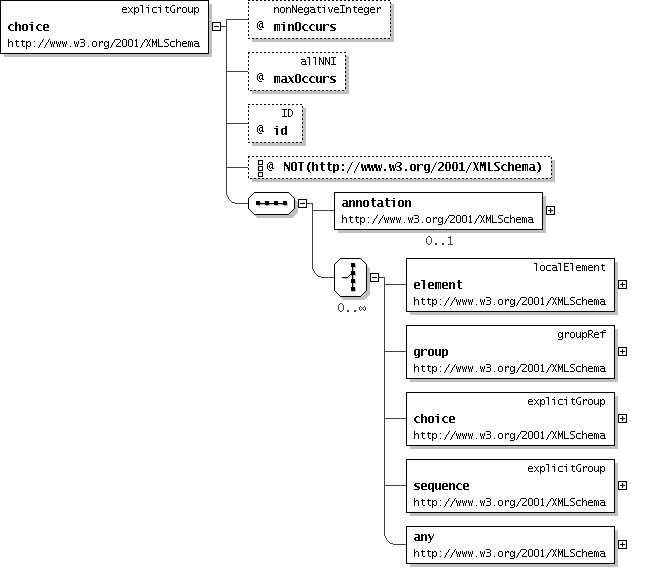 explicitGroup
choice
http://www.w3.org/2001/XMLSchema
nonNegativeInteger
@ minOccurs
allNNI
@ maxOccurs
ID
@ id
@ NOT(http://www.w3.org/2001/XMLSchema)
annotation
http://www.w3.org/2001/XMLSchema
0..1
0..∞
localElement
element
http://www.w3.org/2001/XMLSchema
groupRef
group
http://www.w3.org/2001/XMLSchema
explicitGroup
choice
http://www.w3.org/2001/XMLSchema
explicitGroup
sequence
http://www.w3.org/2001/XMLSchema
any
http://www.w3.org/2001/XMLSchema